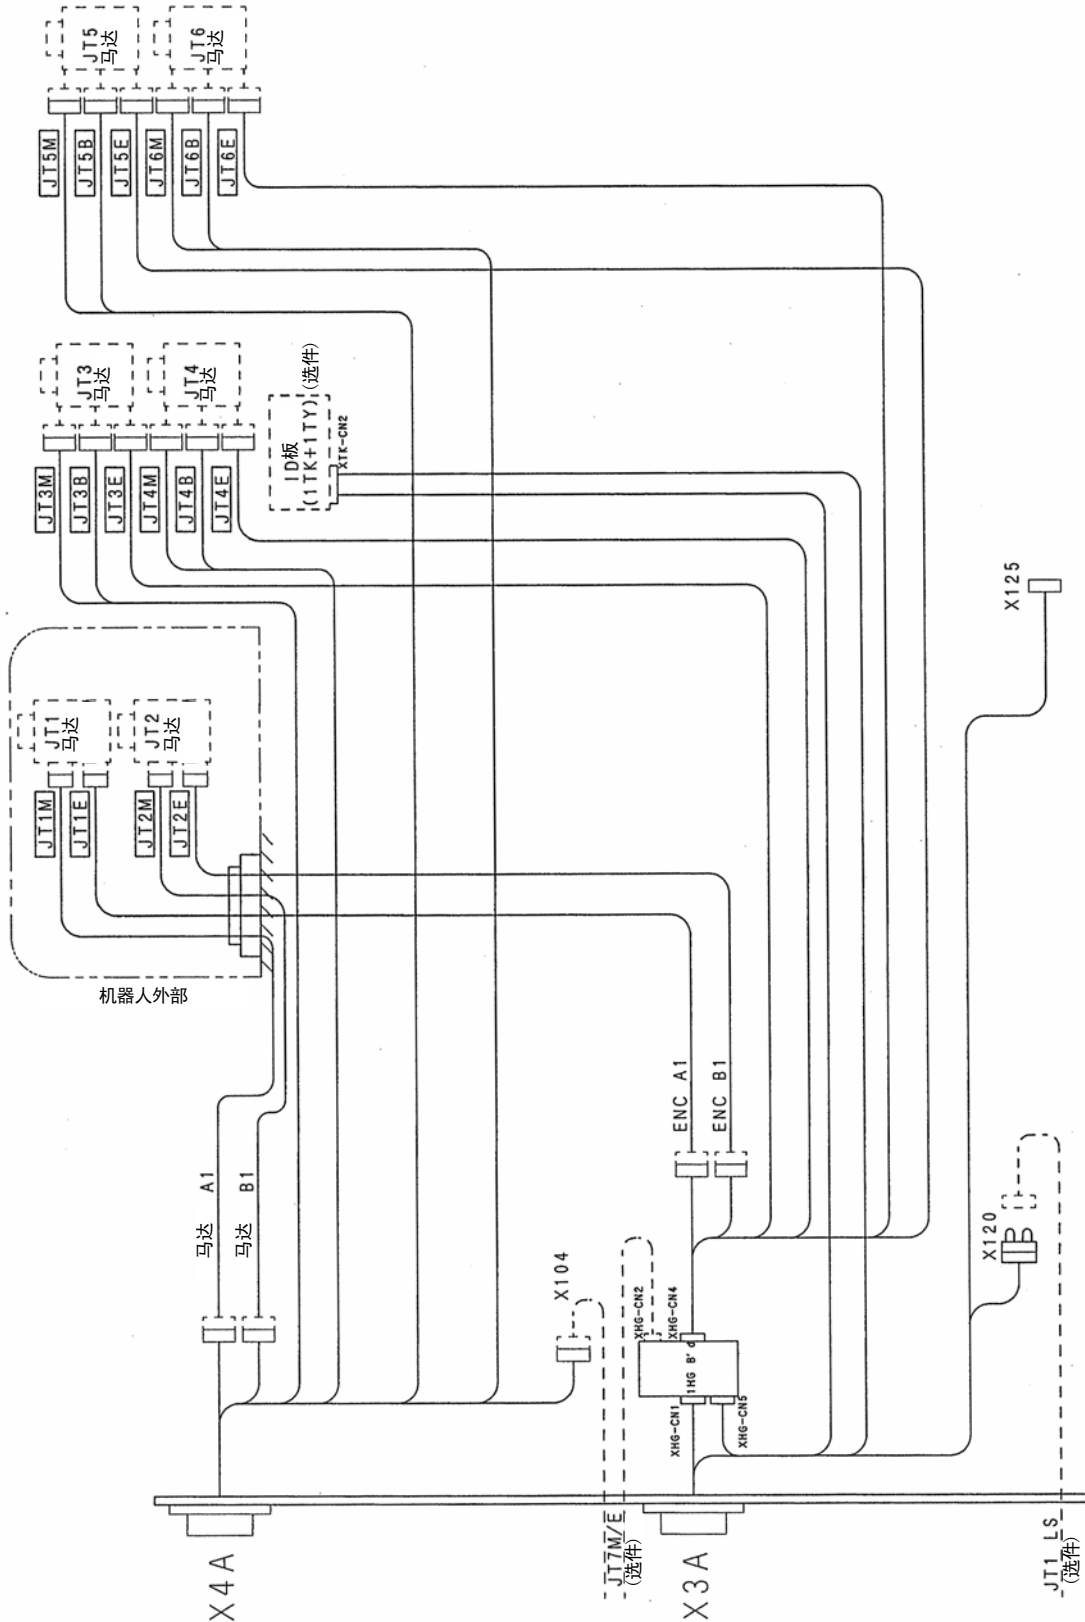 JT5
马达
JT6
马达
JT5M
JT5B
JT5E
JT6M
JT6B
JT6E
JT3
马达
JT4
马达
JT3M
JT3B
JT3E
JT4M
JT4B
JT4E
ID板
(1TK+1TY)
(选件)
XTK-CN2
JT1
马达
JT2
马达
JT1M
JT1E
JT2M
JT2E
机器人外部
X125
马达 A1
马达 B1
ENC A1
ENC B1
X104
X120
XHG-CN2
XHG-CN4
1HG B'd
XHG-CN1
XHG-CN5
X4A
JT7M/E
(选件)
X3A
JT1 LS
(选件)